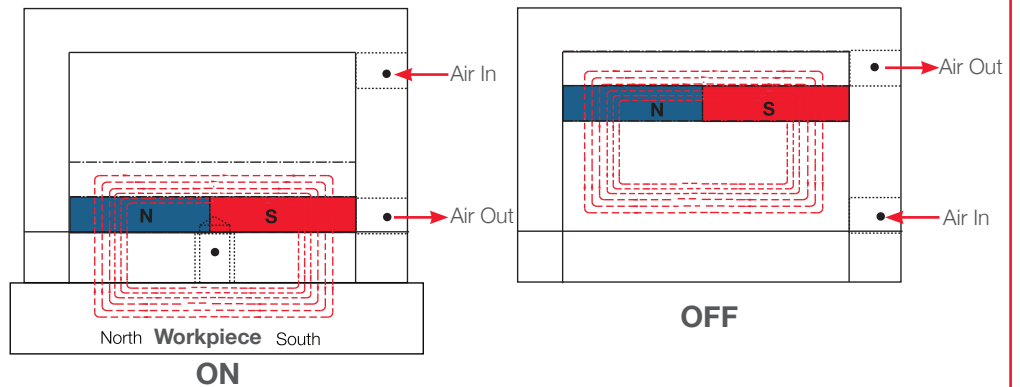 Air In
N
S
Air Out
North Workpiece South
ON
Air Out
N
S
Air In
OFF